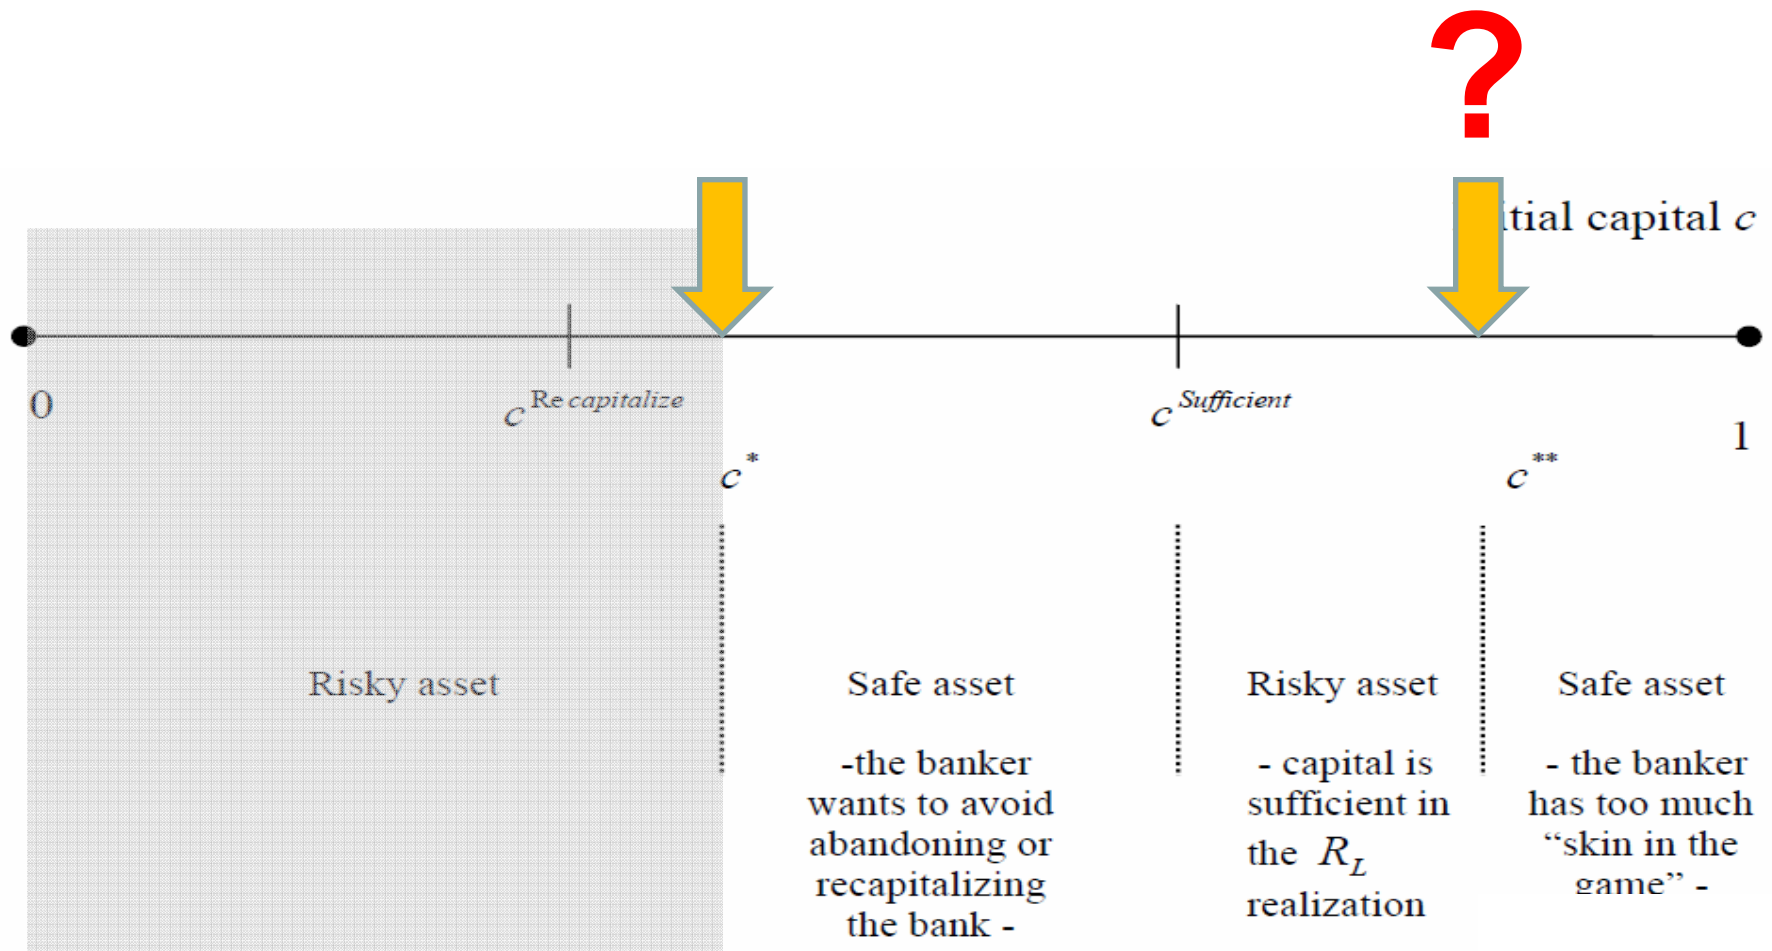 ?
itial capital c
0
c Recapitalize
c Sufficient
1
c*
c**
Risky asset
Safe asset
-the banker
wants to avoid
abandoning or
recapitalizing
the bank -
Risky asset
- capital is
sufficient in
the R_L
realization
Safe asset
- the banker
has too much
“skin in the
game” -